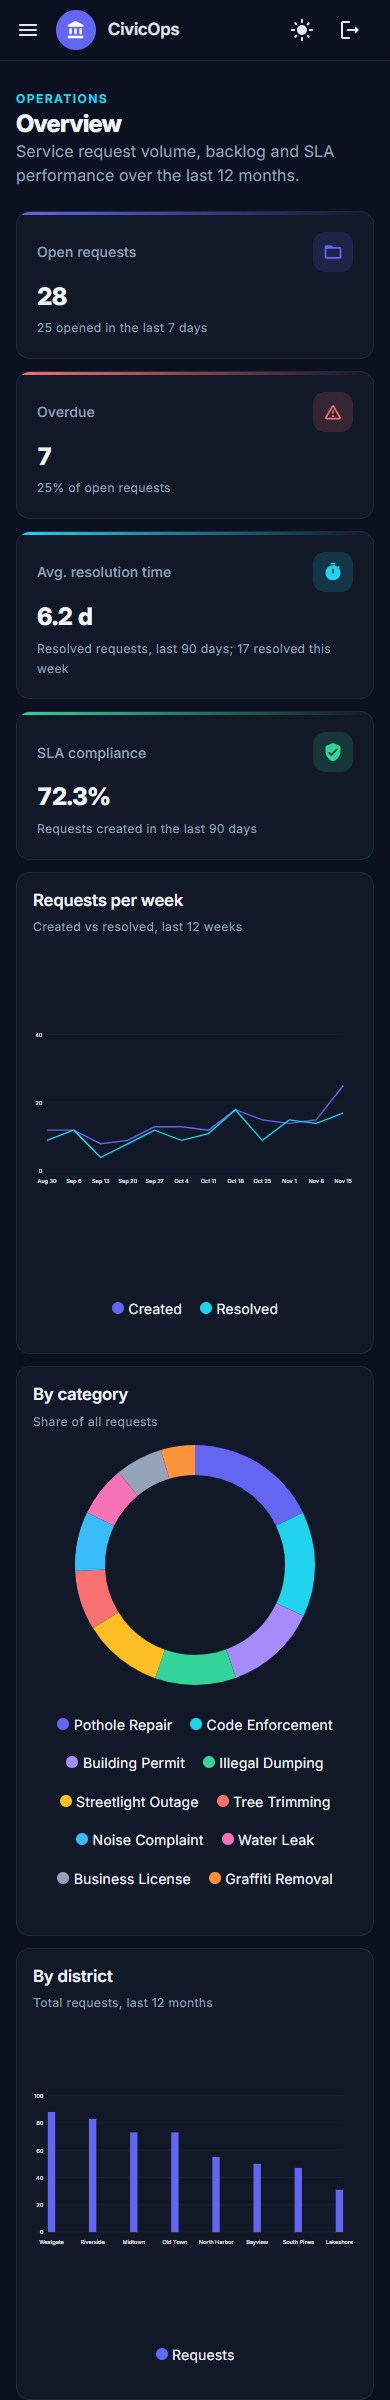 CivicOps
OPERATIONS
Overview
Service request volume, backlog and SLA
performance over the last 12 months.
Open requests
28
25 opened in the last 7 days
Overdue
7
25% of open requests
Avg. resolution time
6.2 d
Resolved requests, last 90 days; 17 resolved this
week
SLA compliance
72.3%
Requests created in the last 90 days
Requests per week
Created vs resolved, last 12 weeks
40
20
0
Aug 30 Sep 6 Sep 13 Sep 20 Sep 27 Oct 4 Oct 11 Oct 18 Oct 25 Nov 1 Nov 8 Nov 15
Created Resolved
By category
Share of all requests
Pothole Repair Code Enforcement
Building Permit Illegal Dumping
Streetlight Outage Tree Trimming
Noise Complaint Water Leak
Business License Graffiti Removal
By district
Total requests, last 12 months
100
80
60
40
20
0
Westgate Riverside Midtown Old Town North Harbor Bayview South Pines Lakeshore
Requests